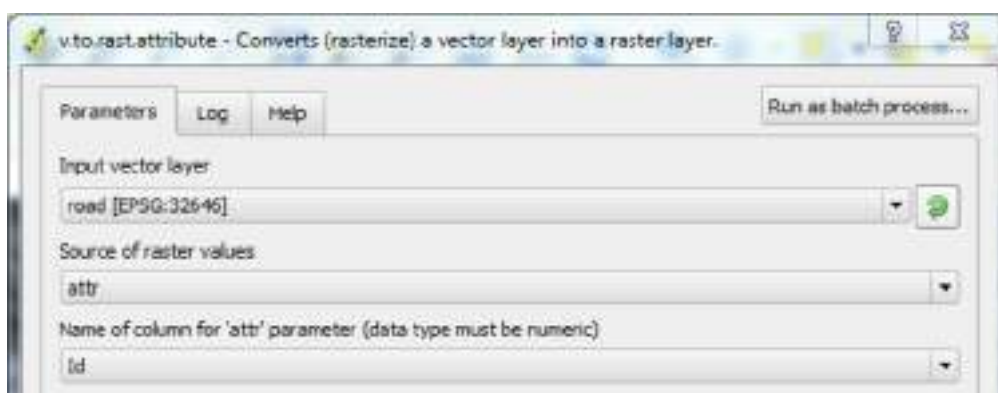 v.to.rast.attribute - Converts (rasterize) a vector layer into a raster layer.
Parameters Log Help Run as batch process...
Input vector layer
road [EPSG:32646]
Source of raster values
attr
Name of column for 'attr' parameter (data type must be numeric)
Id